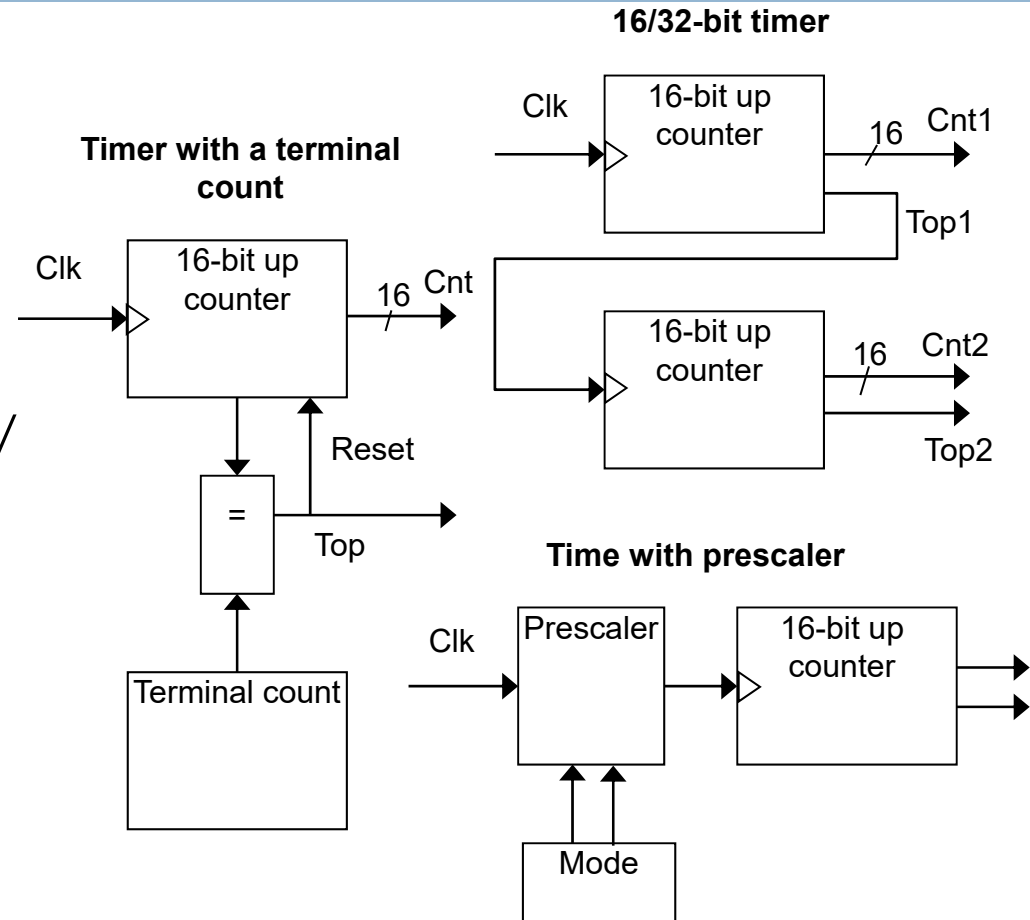 16/32-bit timer
Clk
16-bit up
counter
16
Cnt1
Top1
16-bit up
counter
16
Cnt2
Top2
Timer with a terminal
count
Clk
16-bit up
counter
16
Cnt
Reset
=
Top
Terminal count
Time with prescaler
Clk
Prescaler
16-bit up
counter
Mode